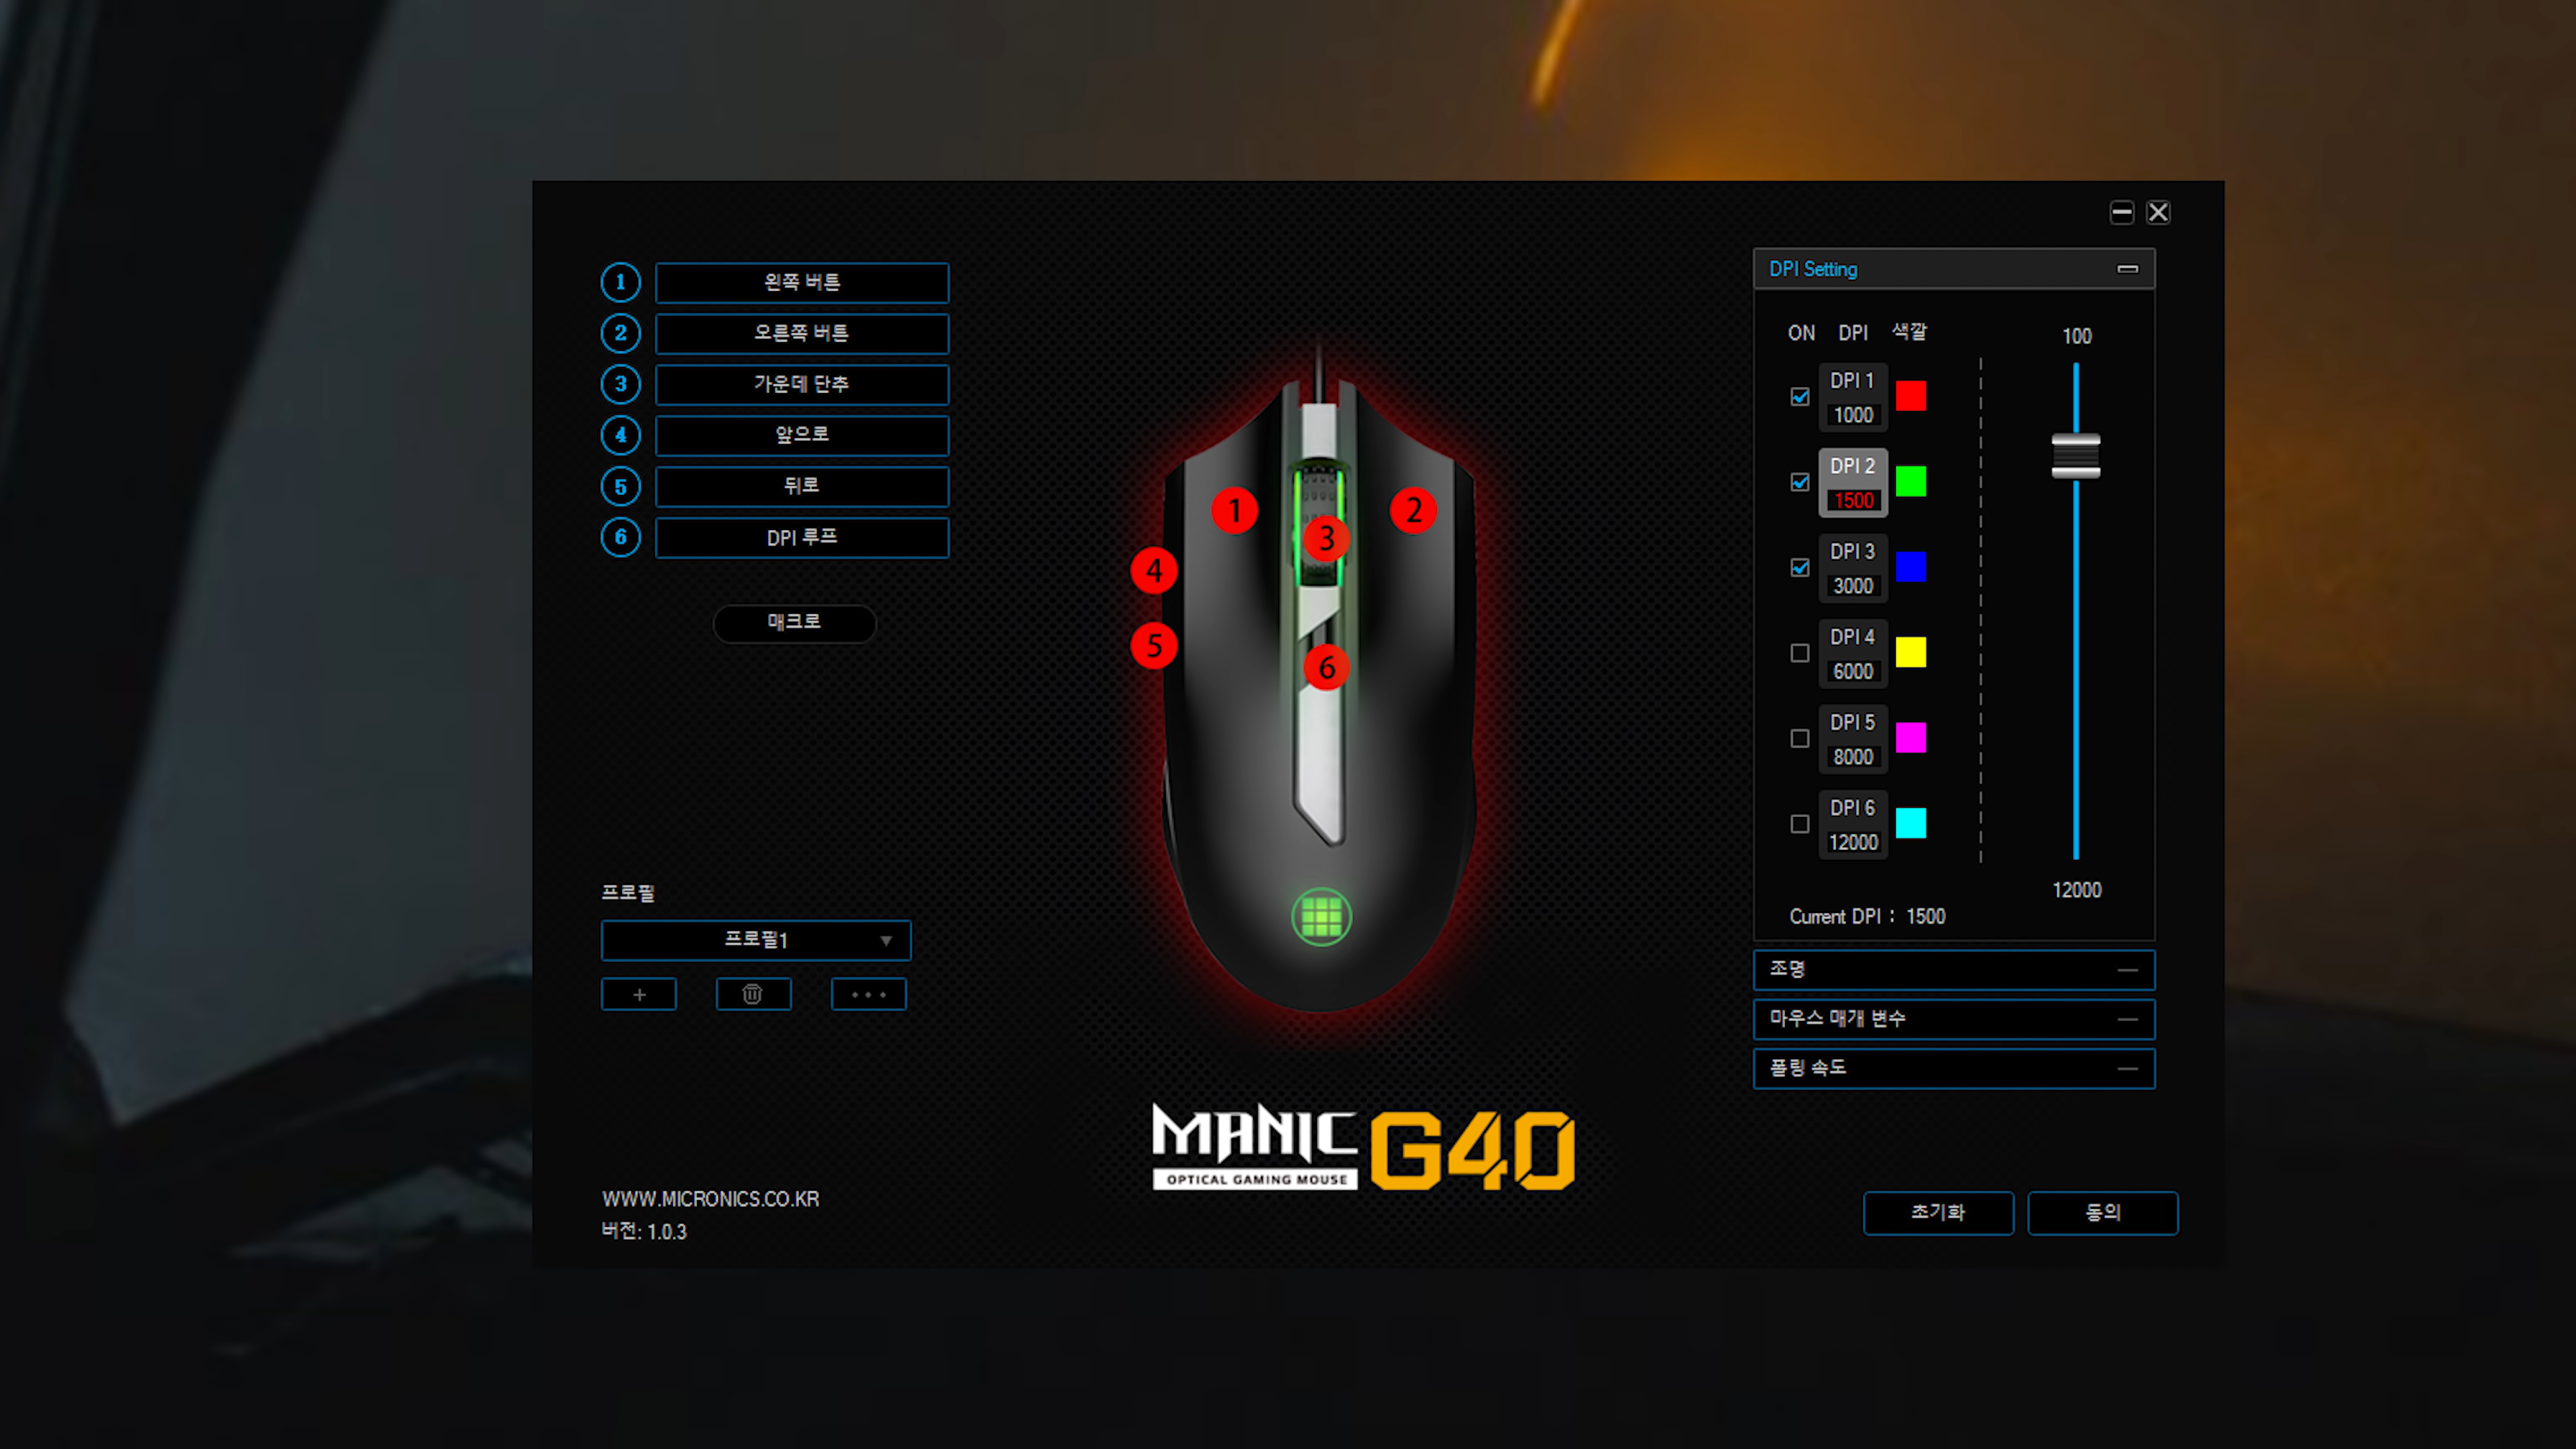 1 왼쪽 버튼
2 오른쪽 버튼
3 가운데 단추
4 앞으로
5 뒤로
6 DPI 루프
매크로
프로필
프로필1
WWW.MICRONICS.CO.KR
버전: 1.0.3
1
2
3
4
5
6
MANIC G40
OPTICAL GAMING MOUSE
DPI Setting
ON DPI 색깔
100
DPI 1
1000
DPI 2
1500
DPI 3
3000
DPI 4
6000
DPI 5
8000
DPI 6
12000
12000
Current DPI : 1500
조명
마우스 매개 변수
폴링 속도
초기화 동의